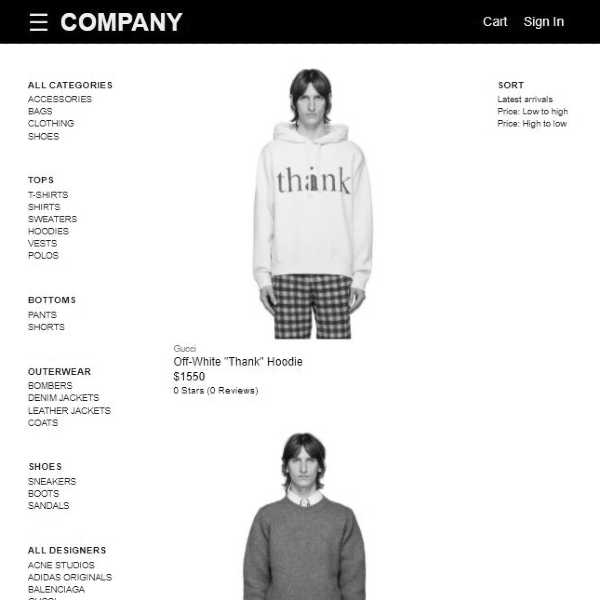 ☰ COMPANY
Cart Sign In
ALL CATEGORIES
ACCESSORIES
BAGS
CLOTHING
SHOES
TOPS
T-SHIRTS
SHIRTS
SWEATERS
HOODIES
VESTS
POLOS
BOTTOMS
PANTS
SHORTS
OUTERWEAR
BOMBERS
DENIM JACKETS
LEATHER JACKETS
COATS
SHOES
SNEAKERS
BOOTS
SANDALS
ALL DESIGNERS
ACNE STUDIOS
ADIDAS ORIGINALS
BALENCIAGA
thank
Gucci
Off-White "Thank" Hoodie
$1550
0 Stars (0 Reviews)
SORT
Latest arrivals
Price: Low to high
Price: High to low